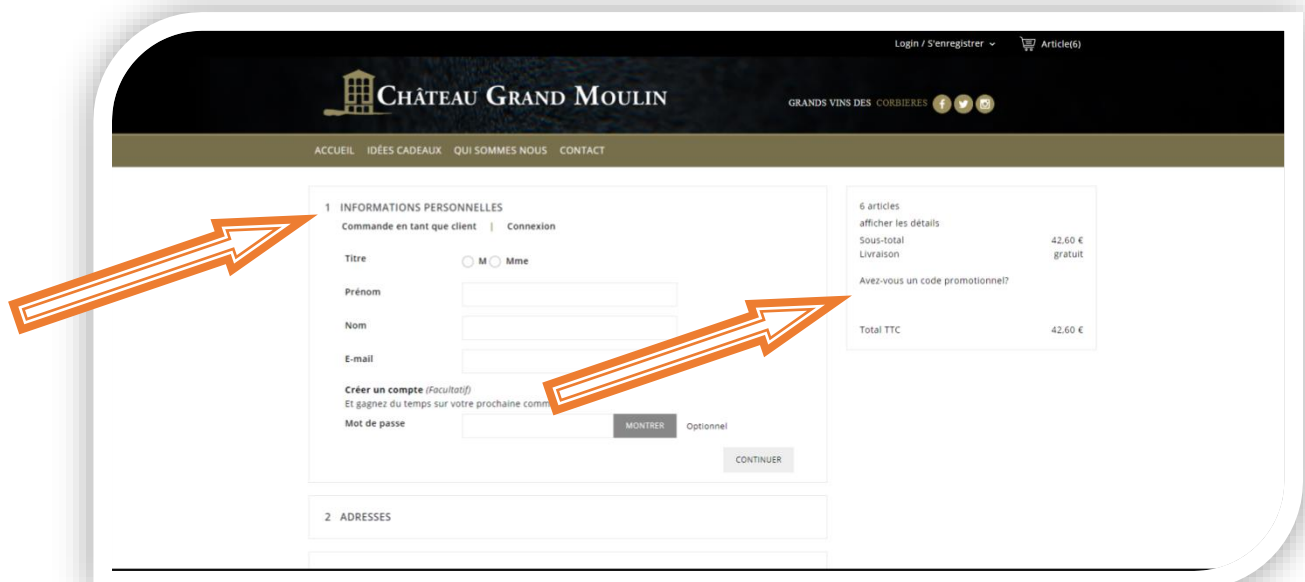 Login / S'enregistrer
Article(6)
CHÂTEAU GRAND MOULIN
GRANDS VINS DES CORBIERES
ACCUEIL IDÉES CADEAUX QUI SOMMES NOUS CONTACT
1 INFORMATIONS PERSONNELLES
Commande en tant que client | Connexion
Titre
M Mme
Prénom
Nom
E-mail
Créer un compte (Facultatif)
Et gagnez du temps sur votre prochaine comm
Mot de passe
MONTRER
Optionnel
CONTINUER
2 ADRESSES
6 articles
afficher les détails
Sous-total 42,60 €
Livraison gratuit
Avez-vous un code promotionnel?
Total TTC 42,60 €